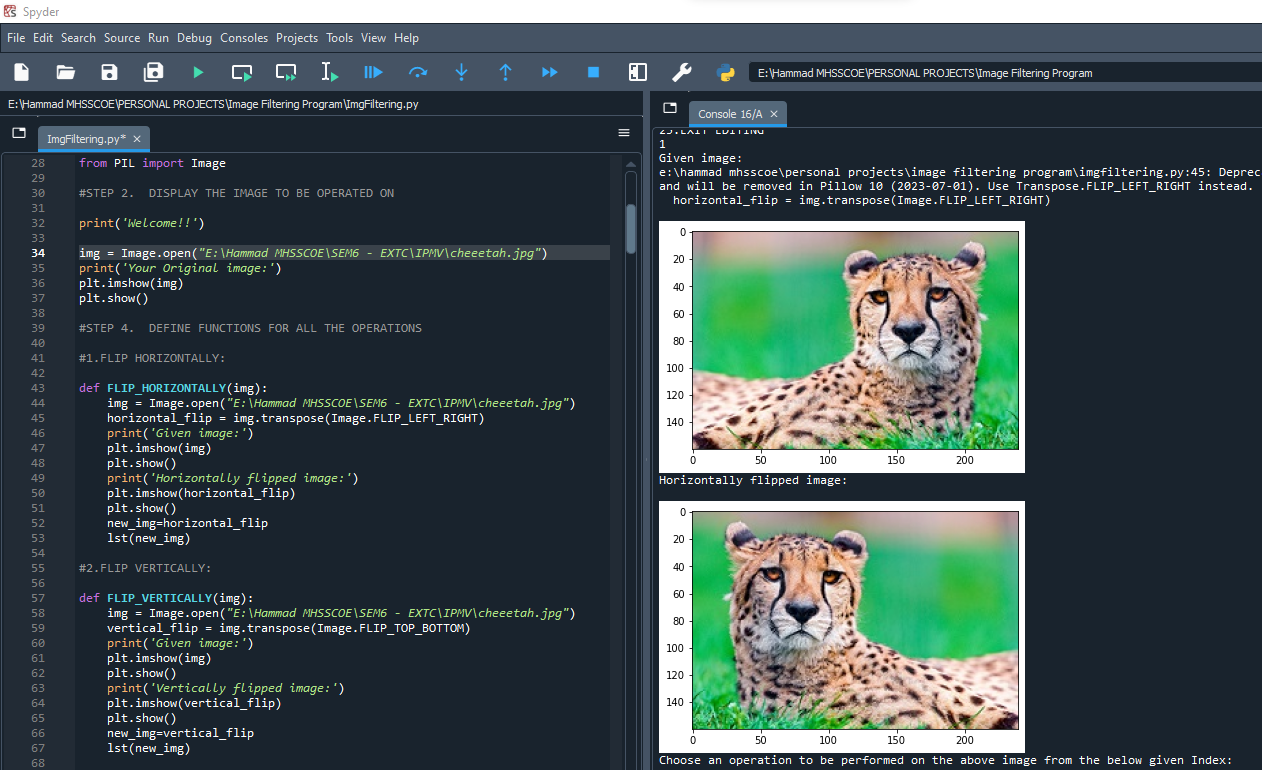 Spyder
File Edit Search Source Run Debug Consoles Projects Tools View Help
E:\Hammad MHSSCOE\PERSONAL PROJECTS\Image Filtering Program
E:\Hammad MHSSCOE\PERSONAL PROJECTS\Image Filtering Program\ImgFiltering.py
ImgFiltering.py*
28 from PIL import Image
29
30 #STEP 2.  DISPLAY THE IMAGE TO BE OPERATED ON
31
32 print('Welcome!!')
33
34 img = Image.open("E:\Hammad MHSSCOE\SEM6 - EXTC\IPMV\cheeetah.jpg")
35 print('Your Original image:')
36 plt.imshow(img)
37 plt.show()
38
39 #STEP 4.  DEFINE FUNCTIONS FOR ALL THE OPERATIONS
40
41 #1.FLIP HORIZONTALLY:
42
43 def FLIP_HORIZONTALLY(img):
44     img = Image.open("E:\Hammad MHSSCOE\SEM6 - EXTC\IPMV\cheeetah.jpg")
45     horizontal_flip = img.transpose(Image.FLIP_LEFT_RIGHT)
46     print('Given image:')
47     plt.imshow(img)
48     plt.show()
49     print('Horizontally flipped image:')
50     plt.imshow(horizontal_flip)
51     plt.show()
52     new_img=horizontal_flip
53     lst(new_img)
54
55 #2.FLIP VERTICALLY:
56
57 def FLIP_VERTICALLY(img):
58     img = Image.open("E:\Hammad MHSSCOE\SEM6 - EXTC\IPMV\cheeetah.jpg")
59     vertical_flip = img.transpose(Image.FLIP_TOP_BOTTOM)
60     print('Given image:')
61     plt.imshow(img)
62     plt.show()
63     print('Vertically flipped image:')
64     plt.imshow(vertical_flip)
65     plt.show()
66     new_img=vertical_flip
67     lst(new_img)
68
Console 16/A
25.EXIT EDITING
1
Given image:
e:\hammad mhsscoe\personal projects\image filtering program\imgfiltering.py:45: Deprec
and will be removed in Pillow 10 (2023-07-01). Use Transpose.FLIP_LEFT_RIGHT instead.
  horizontal_flip = img.transpose(Image.FLIP_LEFT_RIGHT)
0
20
40
60
80
100
120
140
0 50 100 150 200
Horizontally flipped image:
0
20
40
60
80
100
120
140
0 50 100 150 200
Choose an operation to be performed on the above image from the below given Index: